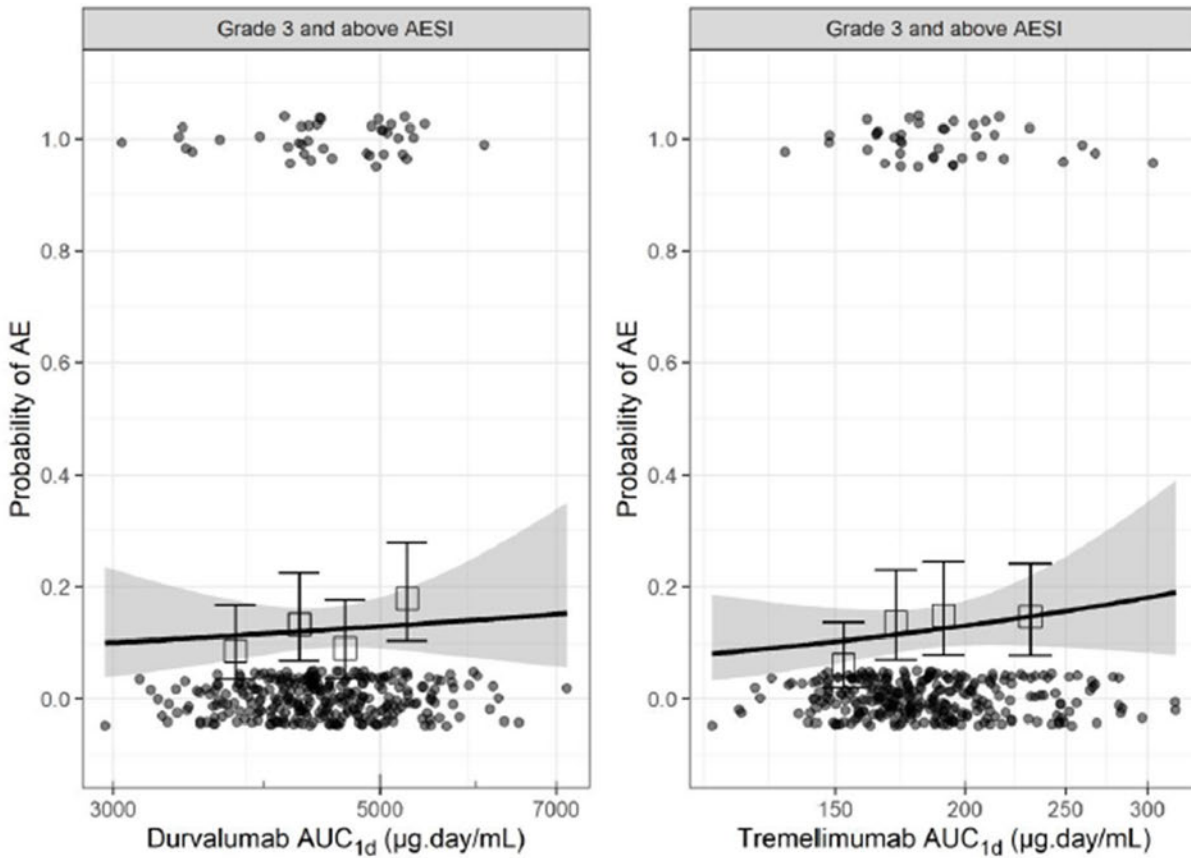 Grade 3 and above AESI
Probability of AE
1.0
0.8
0.6
0.4
0.2
0.0
3000 5000 7000
Durvalumab AUC1d (µg.day/mL)
Grade 3 and above AESI
Probability of AE
1.0
0.8
0.6
0.4
0.2
0.0
150 200 250 300
Tremelimumab AUC1d (µg.day/mL)